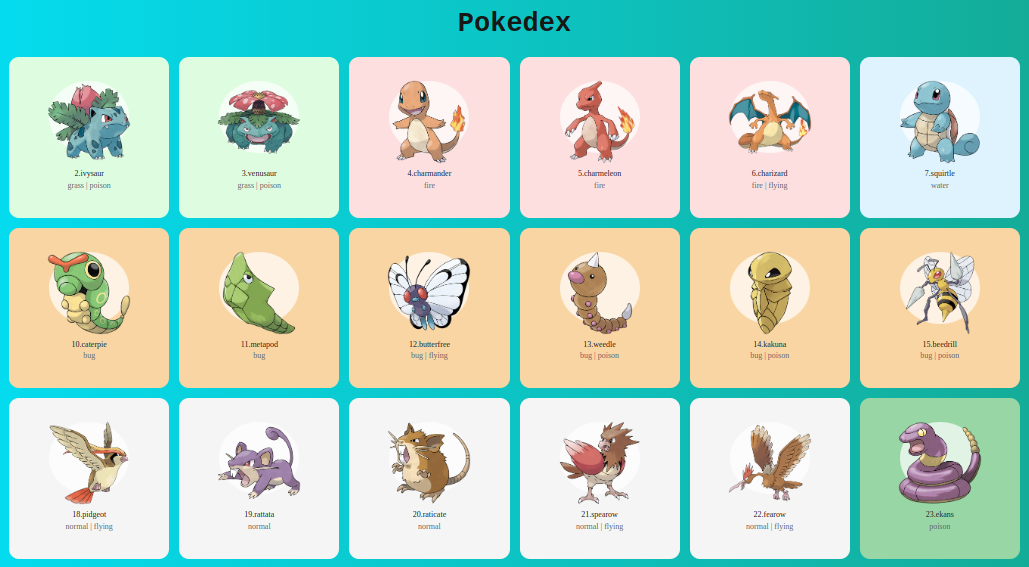 Pokedex
2.ivysaur
grass | poison
3.venusaur
grass | poison
4.charmander
fire
5.charmeleon
fire
6.charizard
fire | flying
7.squirtle
water
10.caterpie
bug
11.metapod
bug
12.butterfree
bug | flying
13.weedle
bug | poison
14.kakuna
bug | poison
15.beedrill
bug | poison
18.pidgeot
normal | flying
19.rattata
normal
20.raticate
normal
21.spearow
normal | flying
22.fearow
normal | flying
23.ekans
poison